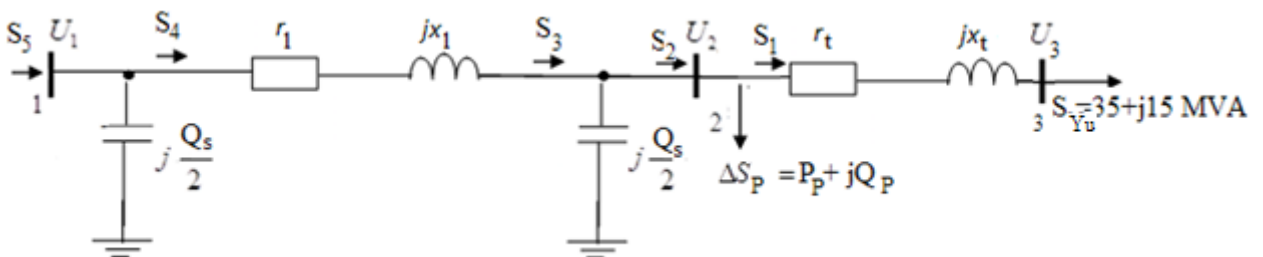 S5 U1 S4 r1 jx1 S3 S2 U2 S1 rt jxt U3
1 2 3 SYu=35+j15 MVA
j Qs/2 j Qs/2 ΔSP =Pp+ jQP